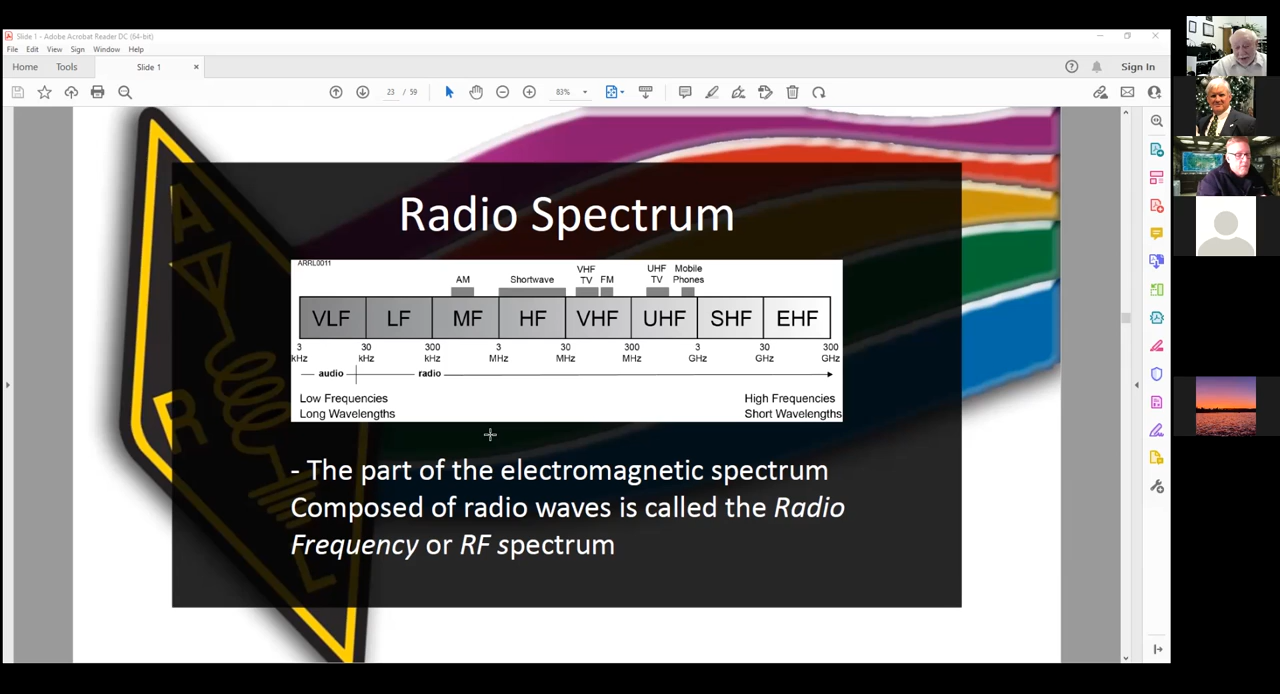 Slide 1 - Adobe Acrobat Reader DC (64-bit)
File Edit View Sign Window Help
Home Tools Slide 1 × Sign In
23 / 59 83%
Radio Spectrum
ARRL0011
AM Shortwave VHF TV FM UHF TV Mobile Phones
VLF LF MF HF VHF UHF SHF EHF
3 30 300 3 30 300 3 30 300
kHz kHz kHz MHz MHz MHz GHz GHz GHz
audio radio
Low Frequencies High Frequencies
Long Wavelengths Short Wavelengths
- The part of the electromagnetic spectrum
Composed of radio waves is called the Radio
Frequency or RF spectrum
A
R
L